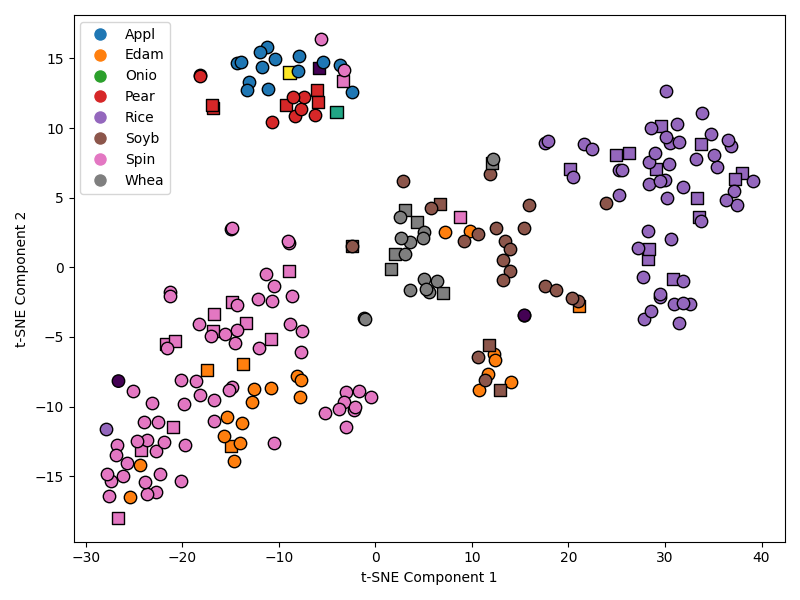 Appl
Edam
Onio
Pear
Rice
Soyb
Spin
Whea
15
10
5
0
−5
−10
−15
t-SNE Component 2
−30
−20
−10
0
10
20
30
40
t-SNE Component 1